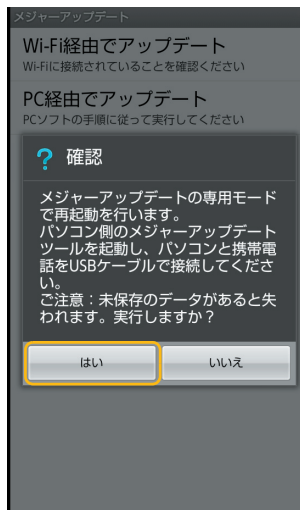 メジャーアップデート
Wi-Fi経由でアップデート
Wi-Fiに接続されていることを確認ください
PC経由でアップデート
PCソフトの手順に従って実行してください
? 確認
メジャーアップデートの専用モード
で再起動を行います。
パソコン側のメジャーアップデート
ツールを起動し、パソコンと携帯電
話をUSBケーブルで接続してくださ
い。
ご注意：未保存のデータがあると失
われます。実行しますか？
はい
いいえ